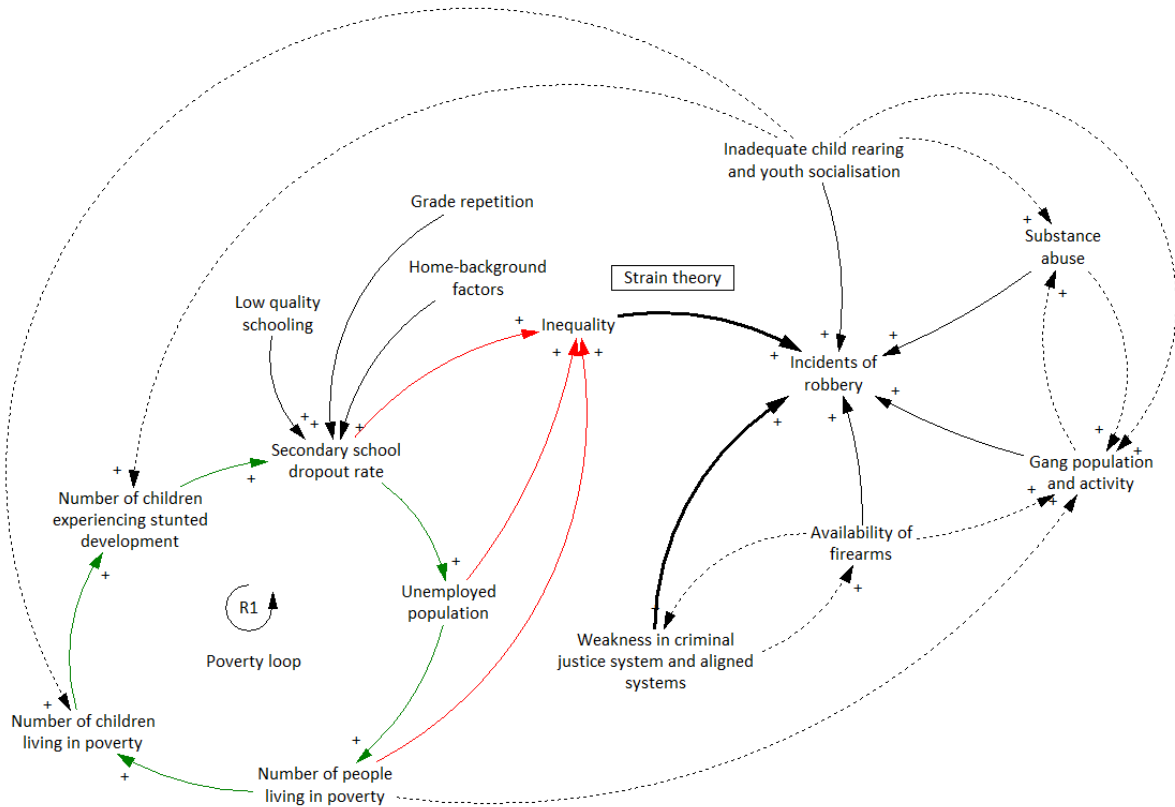 Inadequate child rearing
and youth socialisation
Grade repetition
+
Substance
abuse
Home-background
factors
Strain theory
+
Low quality
schooling
+
Inequality
+
+
+
+
+
Incidents of
robbery
+
+
+
+
+
+
+
+
Secondary school
dropout rate
+
+
Gang population
and activity
+
+
Number of children
experiencing stunted
development
+
+
Availability of
firearms
+
+
+
Unemployed
population
+
R1
+
Weakness in criminal
justice system and aligned
systems
Poverty loop
+
Number of children
living in poverty
+
+
Number of people
living in poverty